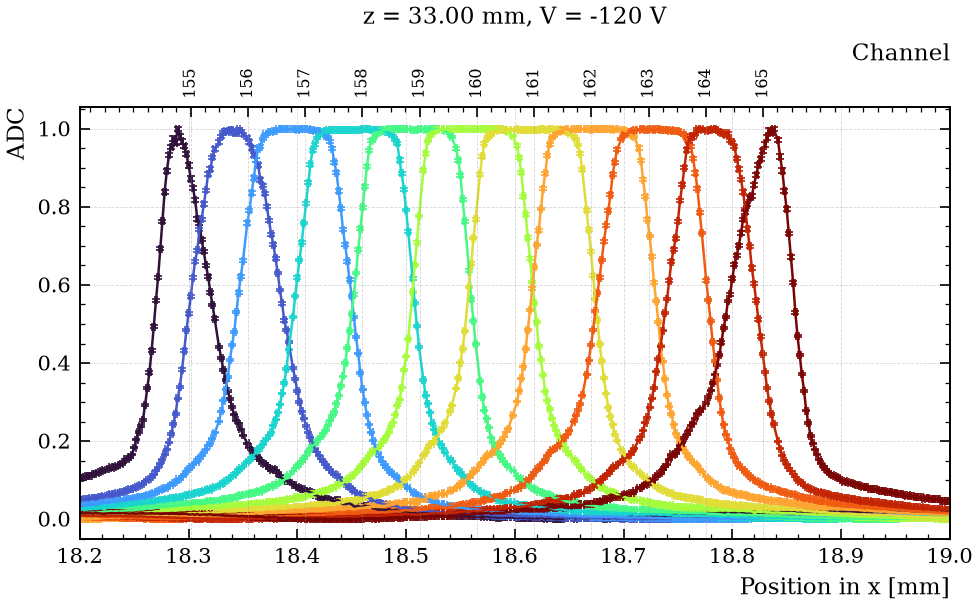 z = 33.00 mm, V = -120 V
Channel
155 156 157 158 159 160 161 162 163 164 165
ADC
1.0
0.8
0.6
0.4
0.2
0.0
18.2 18.3 18.4 18.5 18.6 18.7 18.8 18.9 19.0
Position in x [mm]